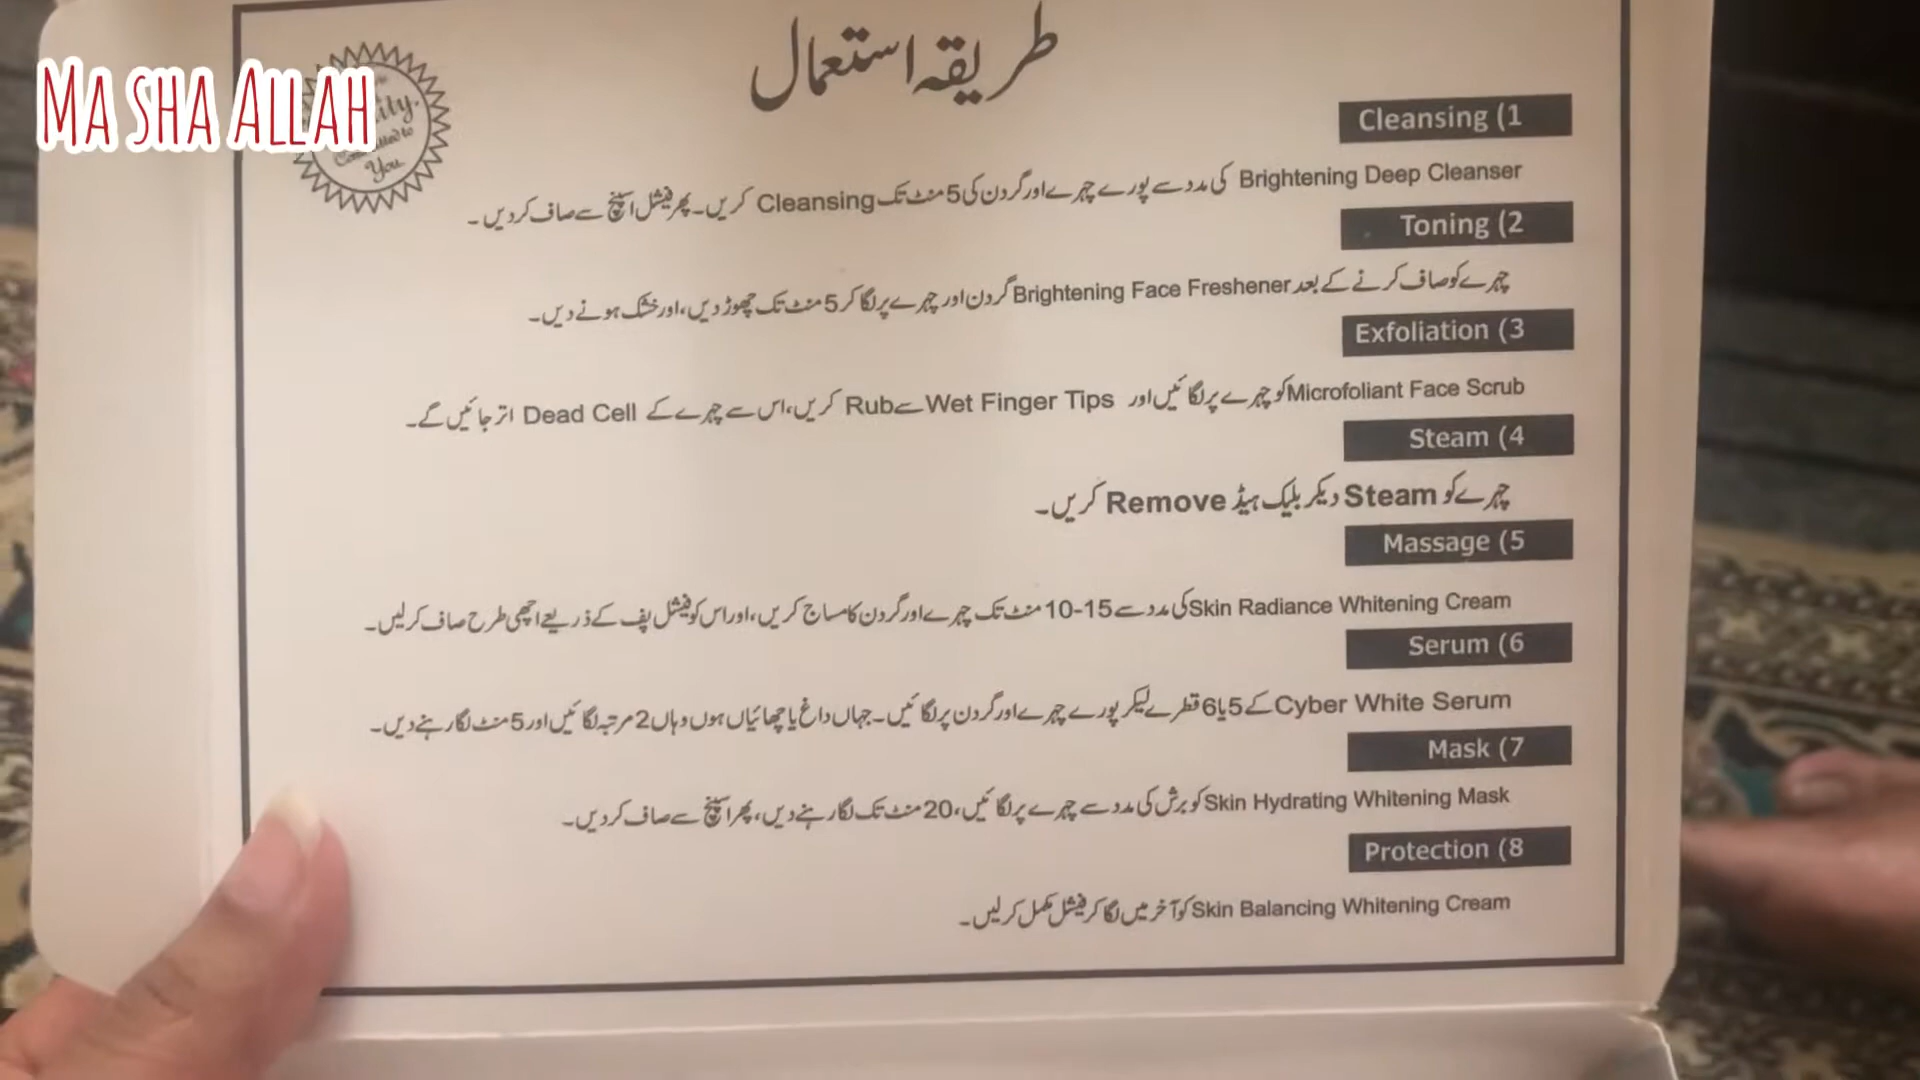 MA SHA ALLAH
Committed to
You.
طریقہ استعمال
Cleansing (1
Brightening Deep Cleanser کی مدد سے پورے چہرے اور گردن کی 5 منٹ تک Cleansing کریں۔ پھر فیشل اسپنج سے صاف کردیں۔
Toning (2
چہرے کو صاف کرنے کے بعد Brightening Face Freshener گردن اور چہرے پر لگا کر 5 منٹ تک چھوڑ دیں، اور خشک ہونے دیں۔
Exfoliation (3
Microfoliant Face Scrub کو چہرے پر لگائیں اور Wet Finger Tips سے Rub کریں، اس سے چہرے کے Dead Cell اتر جائیں گے۔
Steam (4
چہرے کو Steam دیکر بلیک ہیڈ Remove کریں۔
Massage (5
Skin Radiance Whitening Cream کی مدد سے 10-15 منٹ تک چہرے اور گردن کا مساج کریں، اور اس کو فیشل پف کے ذریعے اچھی طرح صاف کرلیں۔
Serum (6
Cyber White Serum کے 5 یا 6 قطرے لیکر پورے چہرے اور گردن پر لگائیں۔ جہاں داغ یا چھائیاں ہوں وہاں 2 مرتبہ لگائیں اور 5 منٹ لگا رہنے دیں۔
Mask (7
Skin Hydrating Whitening Mask کو برش کی مدد سے چہرے پر لگائیں، 20 منٹ تک لگا رہنے دیں، پھر اسپنج سے صاف کردیں۔
Protection (8
Skin Balancing Whitening Cream کو آخر میں لگا کر فیشل مکمل کرلیں۔